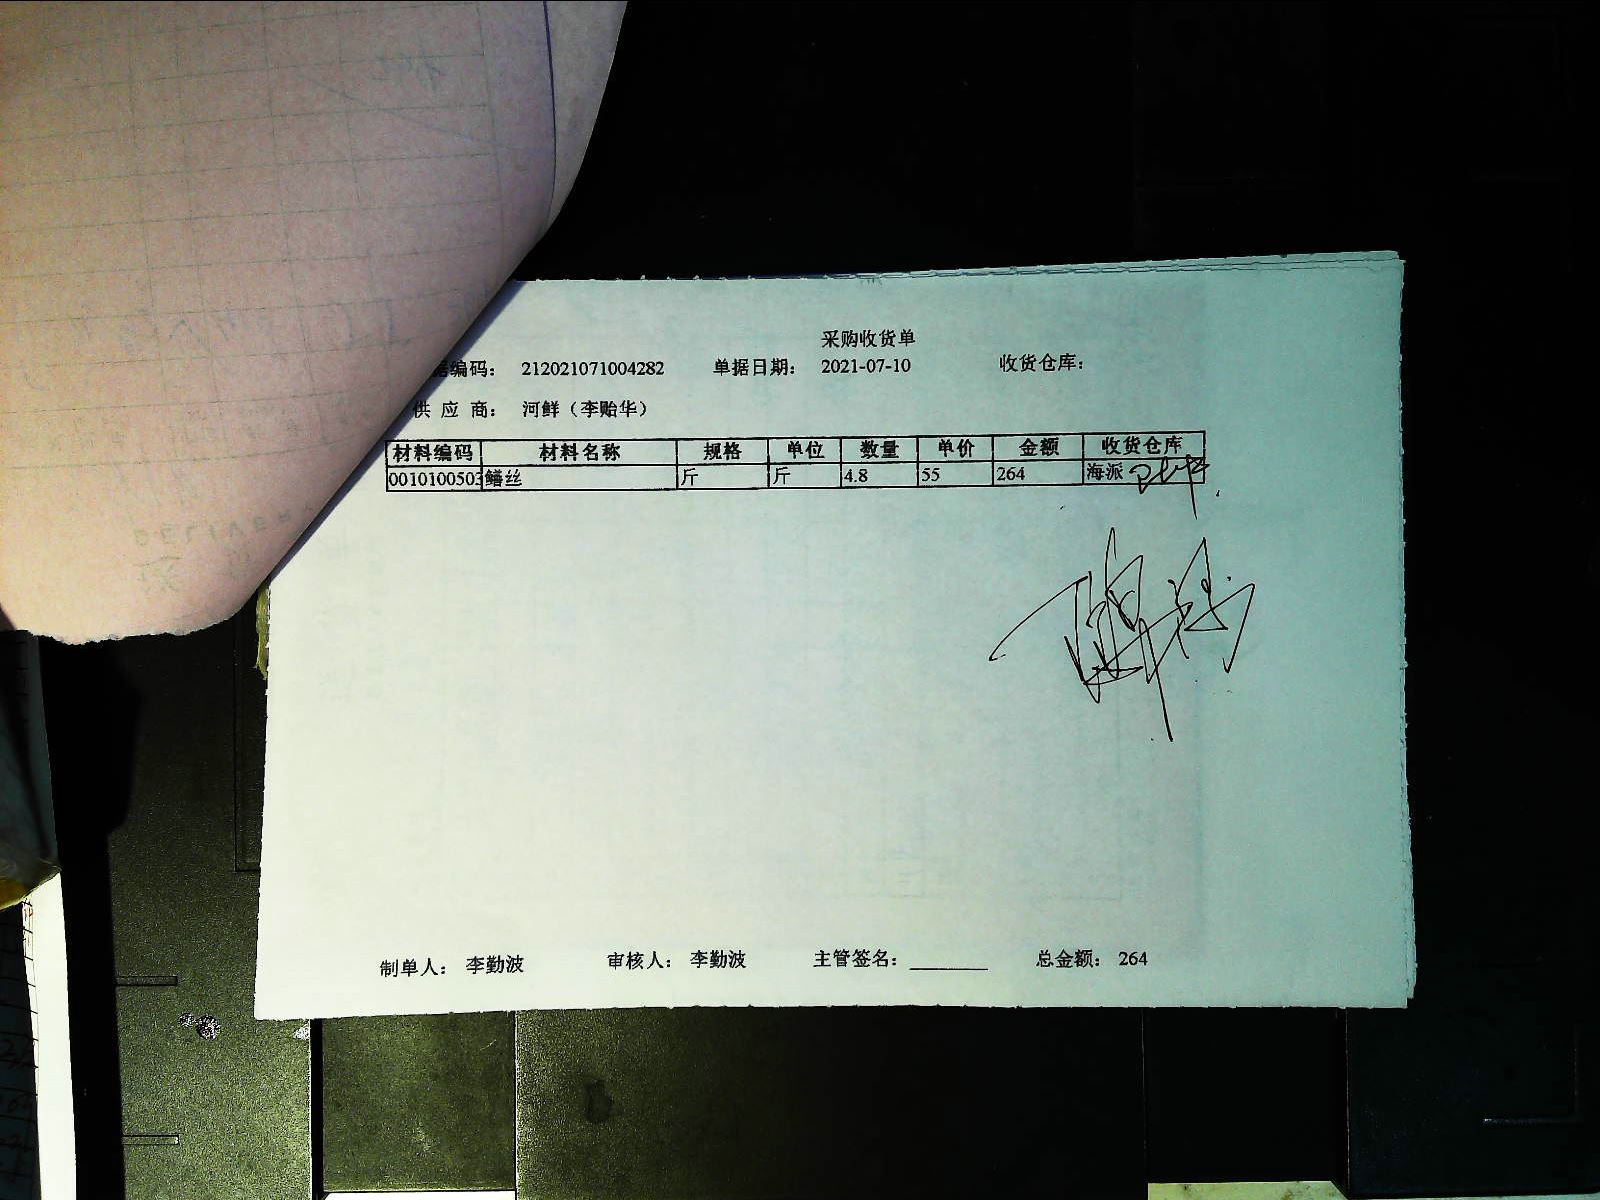 采购收货单
据编码： 212021071004282 单据日期： 2021-07-10 收货仓库：
供 应 商： 河鲜（李贻华）
材料编码 材料名称 规格 单位 数量 单价 金额 收货仓库
0010100503 鳝丝 斤 斤 4.8 55 264 海派
制单人： 李勤波 审核人： 李勤波 主管签名： ________ 总金额： 264
DELIVER